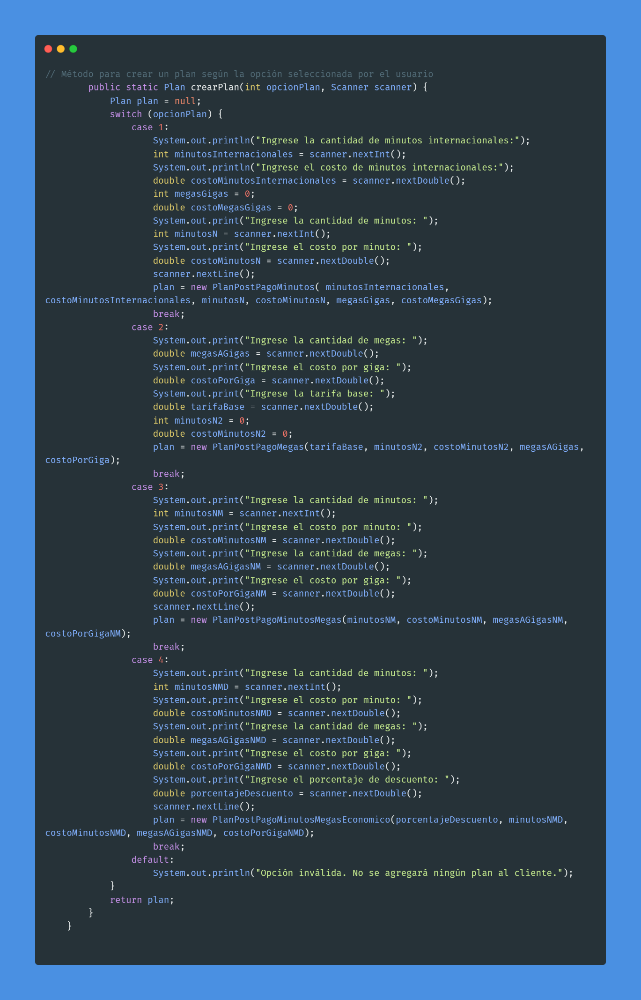 // Método para crear un plan según la opción seleccionada por el usuario
        public static Plan crearPlan(int opcionPlan, Scanner scanner) {
            Plan plan = null;
            switch (opcionPlan) {
                case 1:
                    System.out.println("Ingrese la cantidad de minutos internacionales:");
                    int minutosInternacionales = scanner.nextInt();
                    System.out.println("Ingrese el costo de minutos internacionales:");
                    double costoMinutosInternacionales = scanner.nextDouble();
                    int megasGigas = 0;
                    double costoMegasGigas = 0;
                    System.out.print("Ingrese la cantidad de minutos: ");
                    int minutosN = scanner.nextInt();
                    System.out.print("Ingrese el costo por minuto: ");
                    double costoMinutosN = scanner.nextDouble();
                    scanner.nextLine();
                    plan = new PlanPostPagoMinutos( minutosInternacionales,
costoMinutosInternacionales, minutosN, costoMinutosN, megasGigas, costoMegasGigas);
                    break;
                case 2:
                    System.out.print("Ingrese la cantidad de megas: ");
                    double megasAGigas = scanner.nextDouble();
                    System.out.print("Ingrese el costo por giga: ");
                    double costoPorGiga = scanner.nextDouble();
                    System.out.print("Ingrese la tarifa base: ");
                    double tarifaBase = scanner.nextDouble();
                    int minutosN2 = 0;
                    double costoMinutosN2 = 0;
                    plan = new PlanPostPagoMegas(tarifaBase, minutosN2, costoMinutosN2, megasAGigas,
costoPorGiga);
                    break;
                case 3:
                    System.out.print("Ingrese la cantidad de minutos: ");
                    int minutosNM = scanner.nextInt();
                    System.out.print("Ingrese el costo por minuto: ");
                    double costoMinutosNM = scanner.nextDouble();
                    System.out.print("Ingrese la cantidad de megas: ");
                    double megasAGigasNM = scanner.nextDouble();
                    System.out.print("Ingrese el costo por giga: ");
                    double costoPorGigaNM = scanner.nextDouble();
                    scanner.nextLine();
                    plan = new PlanPostPagoMinutosMegas(minutosNM, costoMinutosNM, megasAGigasNM,
costoPorGigaNM);
                    break;
                case 4:
                    System.out.print("Ingrese la cantidad de minutos: ");
                    int minutosNMD = scanner.nextInt();
                    System.out.print("Ingrese el costo por minuto: ");
                    double costoMinutosNMD = scanner.nextDouble();
                    System.out.print("Ingrese la cantidad de megas: ");
                    double megasAGigasNMD = scanner.nextDouble();
                    System.out.print("Ingrese el costo por giga: ");
                    double costoPorGigaNMD = scanner.nextDouble();
                    System.out.print("Ingrese el porcentaje de descuento: ");
                    double porcentajeDescuento = scanner.nextDouble();
                    scanner.nextLine();
                    plan = new PlanPostPagoMinutosMegasEconomico(porcentajeDescuento, minutosNMD,
costoMinutosNMD, megasAGigasNMD, costoPorGigaNMD);
                    break;
                default:
                    System.out.println("Opción inválida. No se agregará ningún plan al cliente.");
            }
            return plan;
        }
    }